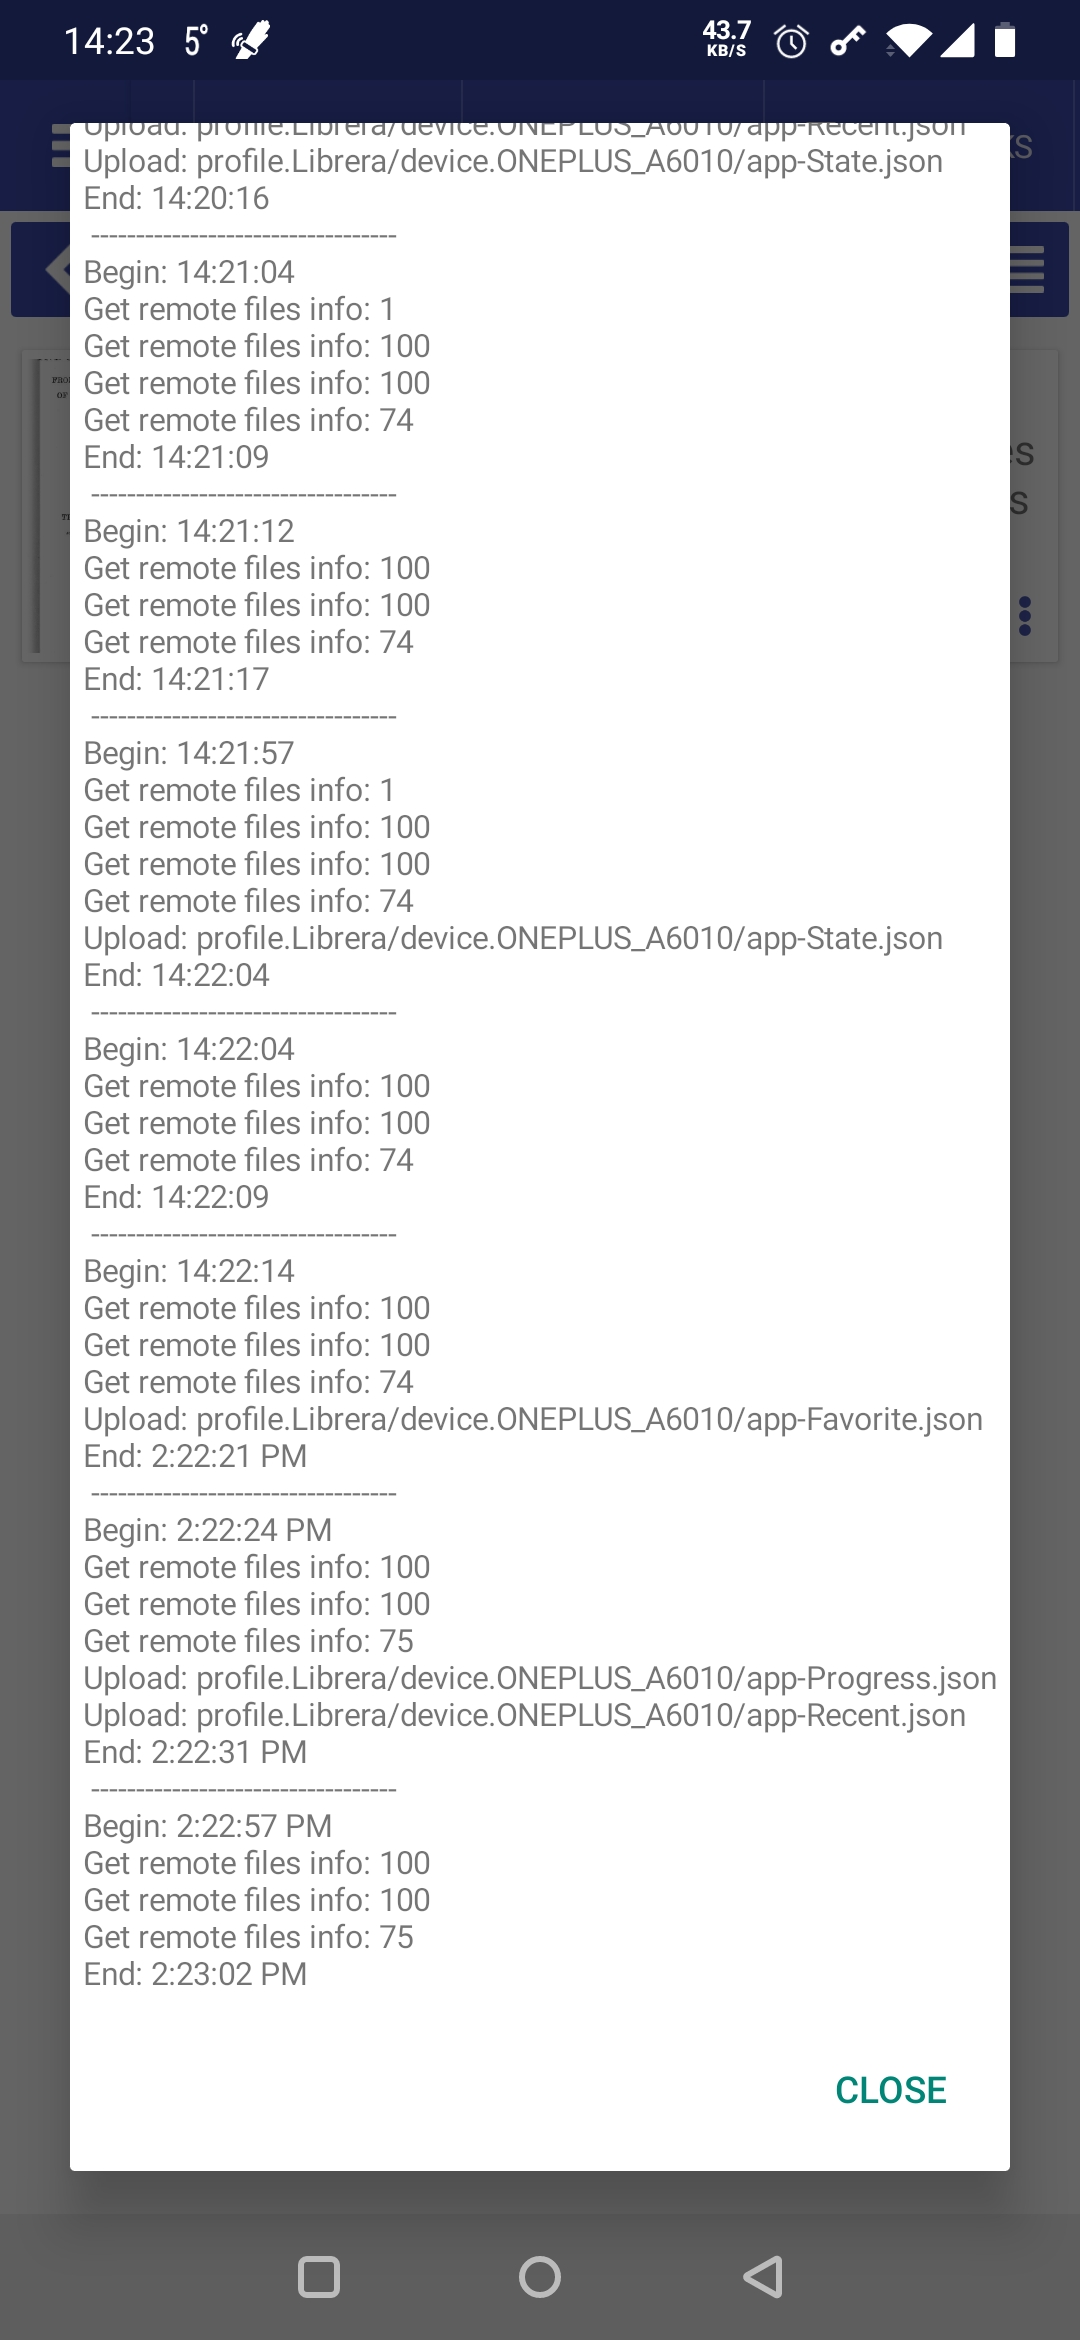 14:23 5° 43.7 KB/S
Upload: profile.Librera/device.ONEPLUS_A6010/app-Recent.json
Upload: profile.Librera/device.ONEPLUS_A6010/app-State.json
End: 14:20:16
----------------------------------
Begin: 14:21:04
Get remote files info: 1
Get remote files info: 100
Get remote files info: 100
Get remote files info: 74
End: 14:21:09
----------------------------------
Begin: 14:21:12
Get remote files info: 100
Get remote files info: 100
Get remote files info: 74
End: 14:21:17
----------------------------------
Begin: 14:21:57
Get remote files info: 1
Get remote files info: 100
Get remote files info: 100
Get remote files info: 74
Upload: profile.Librera/device.ONEPLUS_A6010/app-State.json
End: 14:22:04
----------------------------------
Begin: 14:22:04
Get remote files info: 100
Get remote files info: 100
Get remote files info: 74
End: 14:22:09
----------------------------------
Begin: 14:22:14
Get remote files info: 100
Get remote files info: 100
Get remote files info: 74
Upload: profile.Librera/device.ONEPLUS_A6010/app-Favorite.json
End: 2:22:21 PM
----------------------------------
Begin: 2:22:24 PM
Get remote files info: 100
Get remote files info: 100
Get remote files info: 75
Upload: profile.Librera/device.ONEPLUS_A6010/app-Progress.json
Upload: profile.Librera/device.ONEPLUS_A6010/app-Recent.json
End: 2:22:31 PM
----------------------------------
Begin: 2:22:57 PM
Get remote files info: 100
Get remote files info: 100
Get remote files info: 75
End: 2:23:02 PM
CLOSE